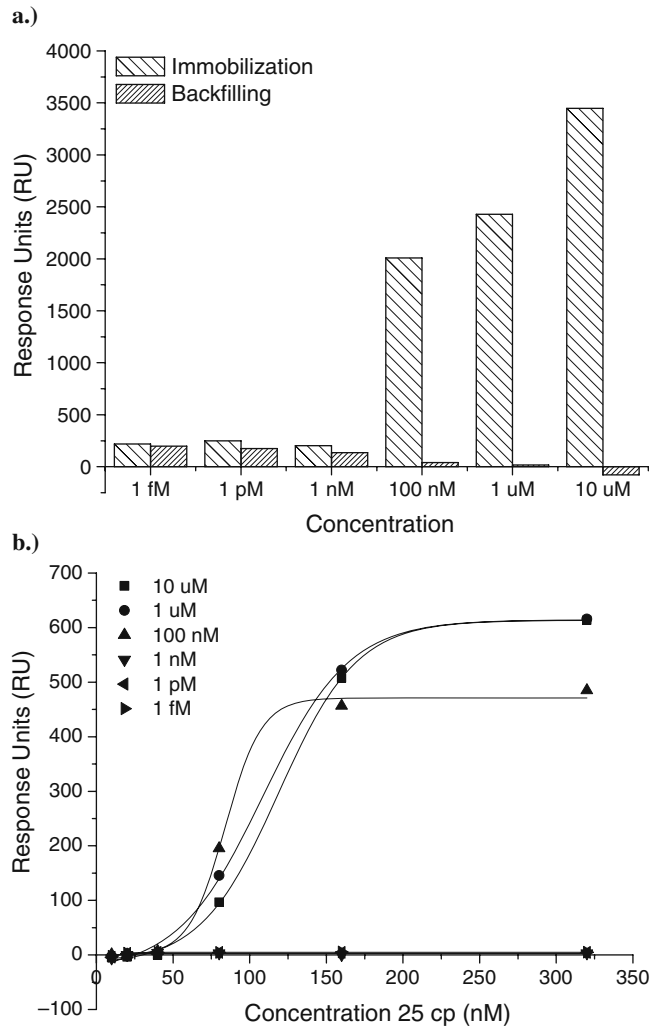 a.)
4000
3500
3000
2500
2000
1500
1000
500
0
Response Units (RU)
Immobilization
Backfilling
1 fM 1 pM 1 nM 100 nM 1 uM 10 uM
Concentration
b.)
700
600
500
400
300
200
100
0
−100
Response Units (RU)
10 uM
1 uM
100 nM
1 nM
1 pM
1 fM
0 50 100 150 200 250 300 350
Concentration 25 cp (nM)